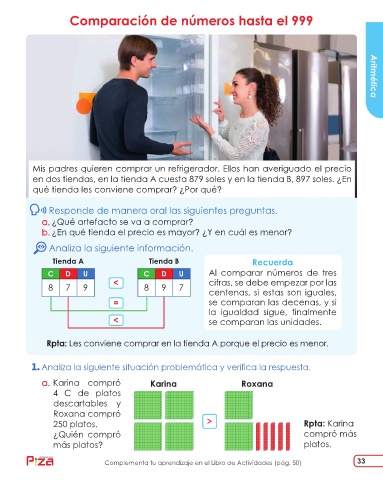 Comparación de números hasta el 999
Aritmética
Mis padres quieren comprar un refrigerador. Ellos han averiguado el precio
en dos tiendas, en la tienda A cuesta 879 soles y en la tienda B, 897 soles. ¿En
qué tienda les conviene comprar? ¿Por qué?
Responde de manera oral las siguientes preguntas.
a. ¿Qué artefacto se va a comprar?
b. ¿En qué tienda el precio es mayor? ¿Y en cuál es menor?
Analiza la siguiente información.
Tienda A
C D U
8 7 9
<
=
<
Tienda B
C D U
8 9 7
Recuerda
Al comparar números de tres
cifras, se debe empezar por las
centenas, si estas son iguales,
se comparan las decenas, y si
la igualdad sigue, finalmente
se comparan las unidades.
Rpta: Les conviene comprar en la tienda A porque el precio es menor.
1. Analiza la siguiente situación problemática y verifica la respuesta.
a. Karina compró
4 C de platos
descartables y
Roxana compró
250 platos.
¿Quién compró
más platos?
Karina
>
Roxana
Rpta: Karina
compró más
platos.
Complementa tu aprendizaje en el Libro de Actividades (pág. 50)
33